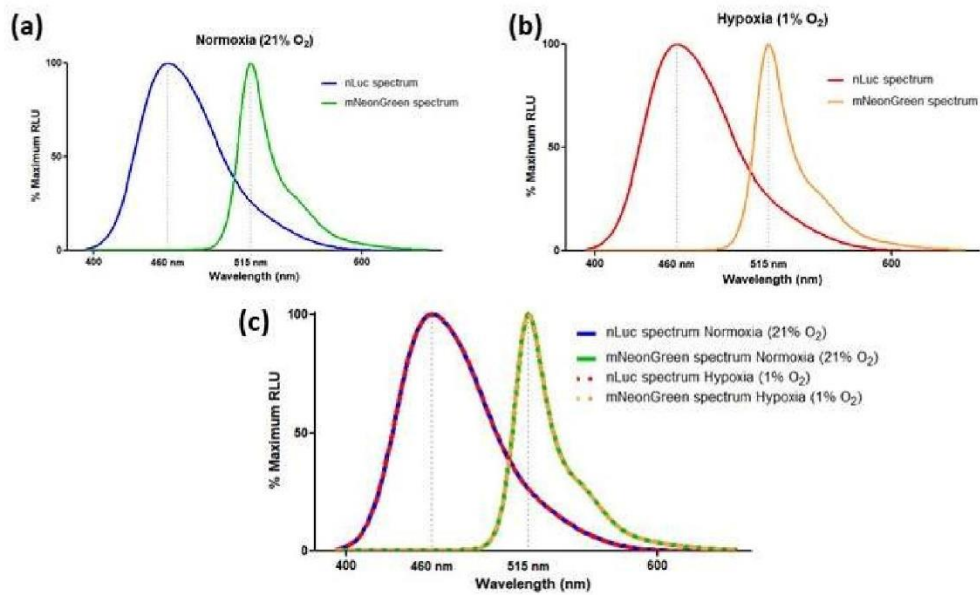 (a)
Normoxia (21% O₂)
% Maximum RLU
100
50
0
400
460 nm
515 nm
600
Wavelength (nm)
nLuc spectrum
mNeonGreen spectrum
(b)
Hypoxia (1% O₂)
% Maximum RLU
100
50
0
400
460 nm
515 nm
600
Wavelength (nm)
nLuc spectrum
mNeonGreen spectrum
(c)
% Maximum RLU
100
50
0
400
460 nm
515 nm
600
Wavelength (nm)
nLuc spectrum Normoxia (21% O₂)
mNeonGreen spectrum Normoxia (21% O₂)
nLuc spectrum Hypoxia (1% O₂)
mNeonGreen spectrum Hypoxia (1% O₂)